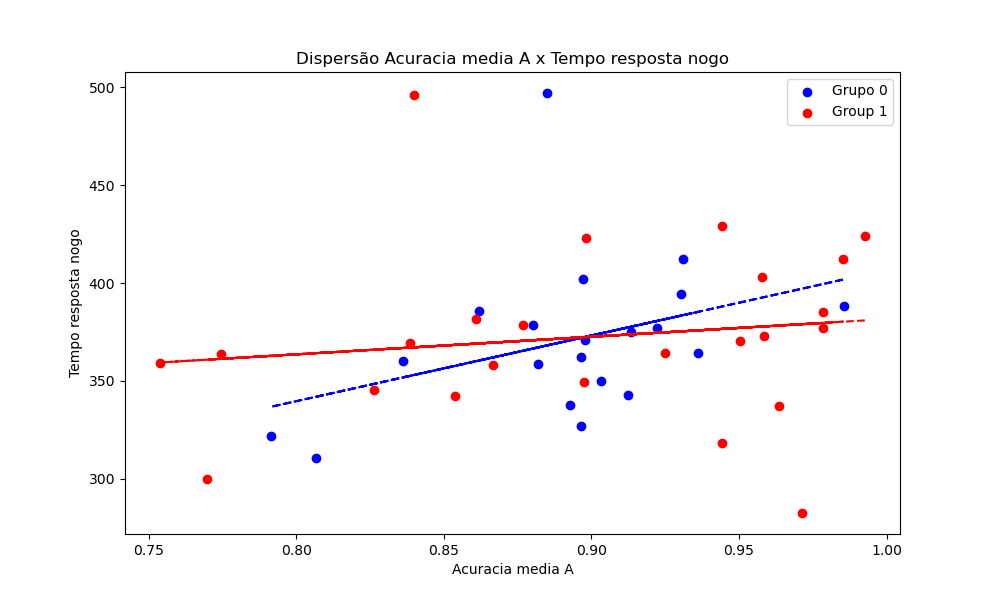 Dispersão Acuracia media A x Tempo resposta nogo
Grupo 0
Group 1
500
450
400
350
300
Tempo resposta nogo
0.75
0.80
0.85
0.90
0.95
1.00
Acuracia media A